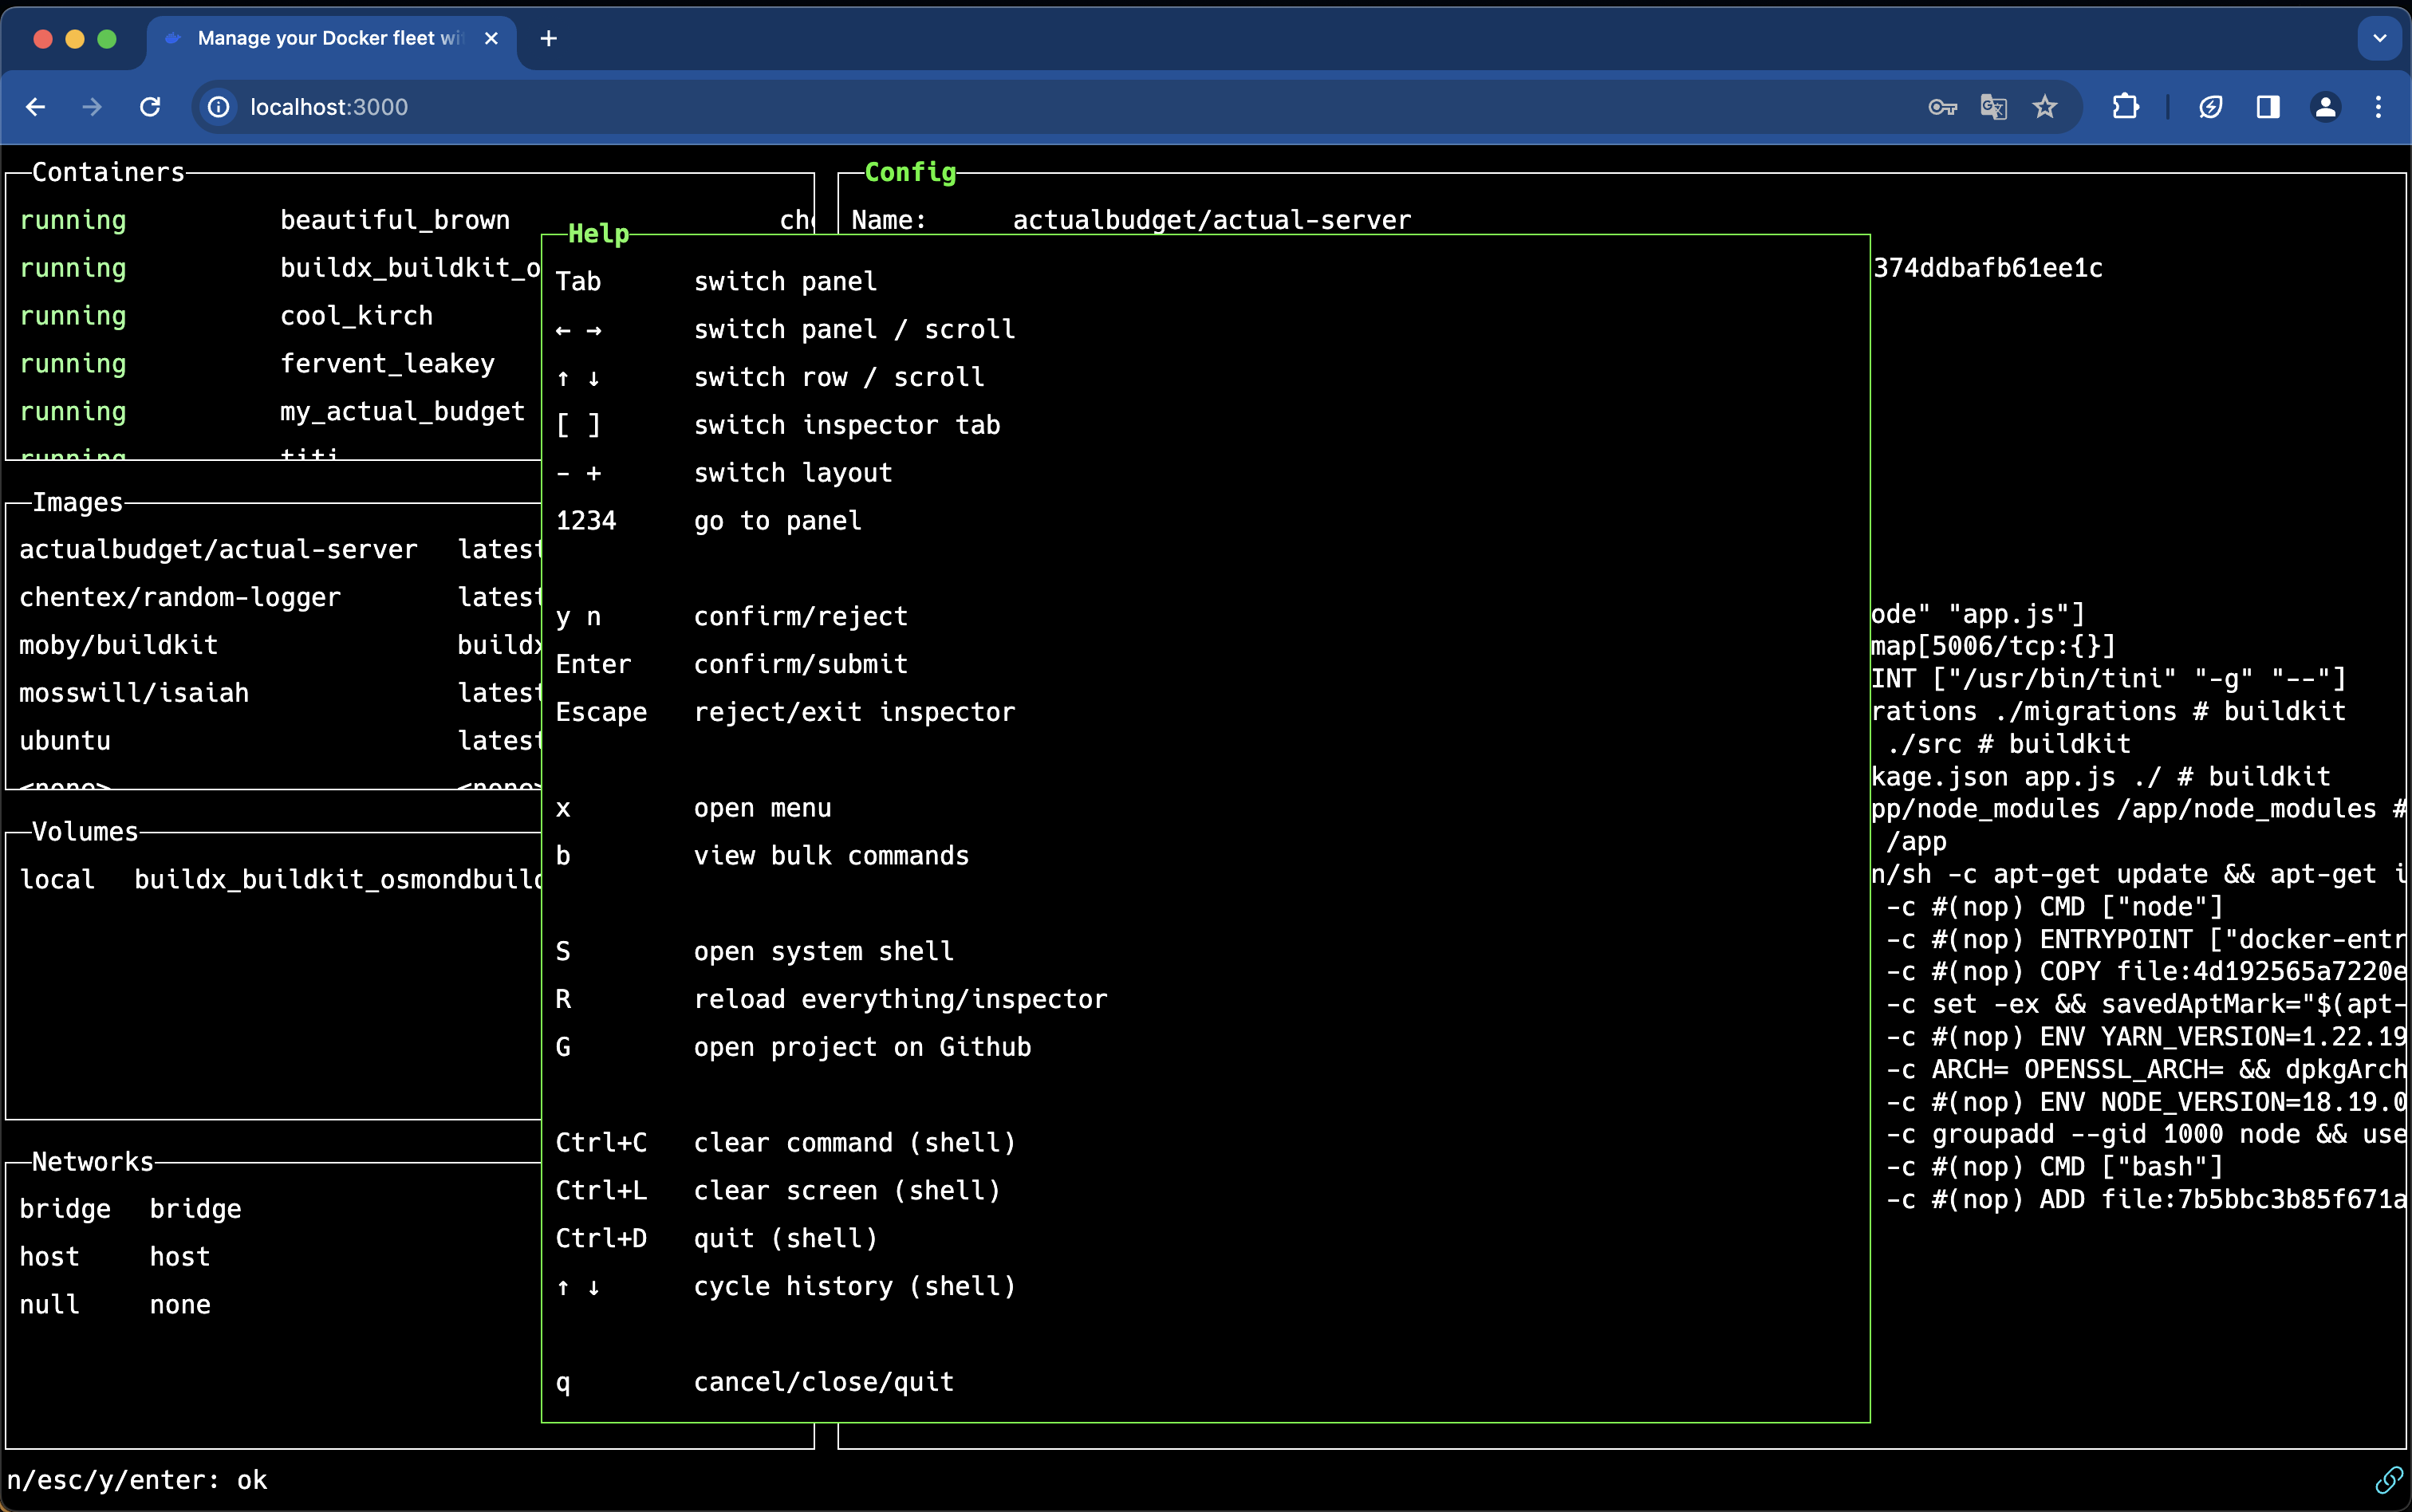 Manage your Docker fleet wi
localhost:3000
Containers
running beautiful_brown
running buildx_buildkit_o
running cool_kirch
running fervent_leakey
running my_actual_budget
running titi
Images
actualbudget/actual-server latest
chentex/random-logger latest
moby/buildkit buildx
mosswill/isaiah latest
ubuntu latest
<none> <none>
Volumes
local buildx_buildkit_osmondbuild
Networks
bridge bridge
host host
null none
Help
Tab switch panel
← → switch panel / scroll
↑ ↓ switch row / scroll
[ ] switch inspector tab
- + switch layout
1234 go to panel
y n confirm/reject
Enter confirm/submit
Escape reject/exit inspector
x open menu
b view bulk commands
S open system shell
R reload everything/inspector
G open project on Github
Ctrl+C clear command (shell)
Ctrl+L clear screen (shell)
Ctrl+D quit (shell)
↑ ↓ cycle history (shell)
q cancel/close/quit
Config
Name: actualbudget/actual-server
374ddbafb61ee1c
ode" "app.js"]
map[5006/tcp:{}]
INT ["/usr/bin/tini" "-g" "--"]
rations ./migrations # buildkit
./src # buildkit
kage.json app.js ./ # buildkit
pp/node_modules /app/node_modules #
/app
n/sh -c apt-get update && apt-get i
-c #(nop) CMD ["node"]
-c #(nop) ENTRYPOINT ["docker-entr
-c #(nop) COPY file:4d192565a7220e
-c set -ex && savedAptMark="$(apt-
-c #(nop) ENV YARN_VERSION=1.22.19
-c ARCH= OPENSSL_ARCH= && dpkgArch
-c #(nop) ENV NODE_VERSION=18.19.0
-c groupadd --gid 1000 node && use
-c #(nop) CMD ["bash"]
-c #(nop) ADD file:7b5bbc3b85f671a
n/esc/y/enter: ok